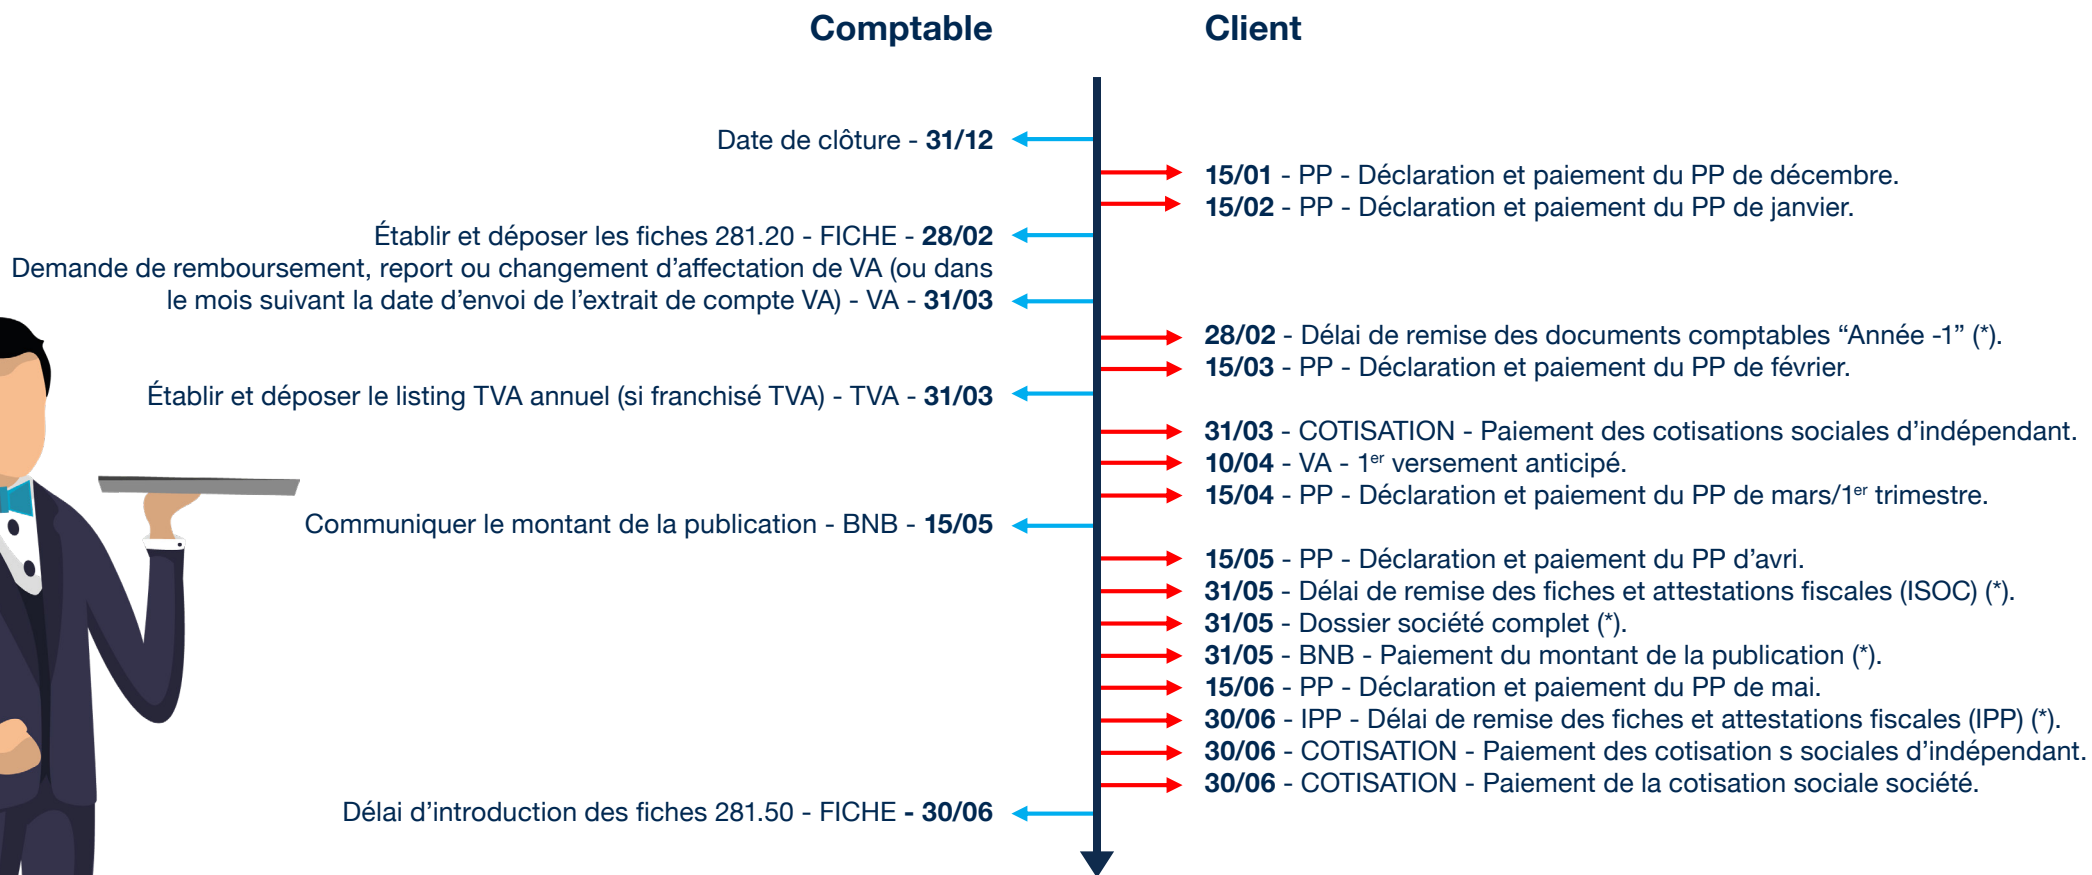 Comptable
Client
Date de clôture - 31/12
15/01 - PP - Déclaration et paiement du PP de décembre.
15/02 - PP - Déclaration et paiement du PP de janvier.
Établir et déposer les fiches 281.20 - FICHE - 28/02
Demande de remboursement, report ou changement d’affectation de VA (ou dans
le mois suivant la date d’envoi de l’extrait de compte VA) - VA - 31/03
28/02 - Délai de remise des documents comptables “Année -1” (*).
15/03 - PP - Déclaration et paiement du PP de février.
Établir et déposer le listing TVA annuel (si franchisé TVA) - TVA - 31/03
31/03 - COTISATION - Paiement des cotisations sociales d’indépendant.
10/04 - VA - 1er versement anticipé.
15/04 - PP - Déclaration et paiement du PP de mars/1er trimestre.
Communiquer le montant de la publication - BNB - 15/05
15/05 - PP - Déclaration et paiement du PP d’avri.
31/05 - Délai de remise des fiches et attestations fiscales (ISOC) (*).
31/05 - Dossier société complet (*).
31/05 - BNB - Paiement du montant de la publication (*).
15/06 - PP - Déclaration et paiement du PP de mai.
30/06 - IPP - Délai de remise des fiches et attestations fiscales (IPP) (*).
30/06 - COTISATION - Paiement des cotisation s sociales d’indépendant.
30/06 - COTISATION - Paiement de la cotisation sociale société.
Délai d’introduction des fiches 281.50 - FICHE - 30/06